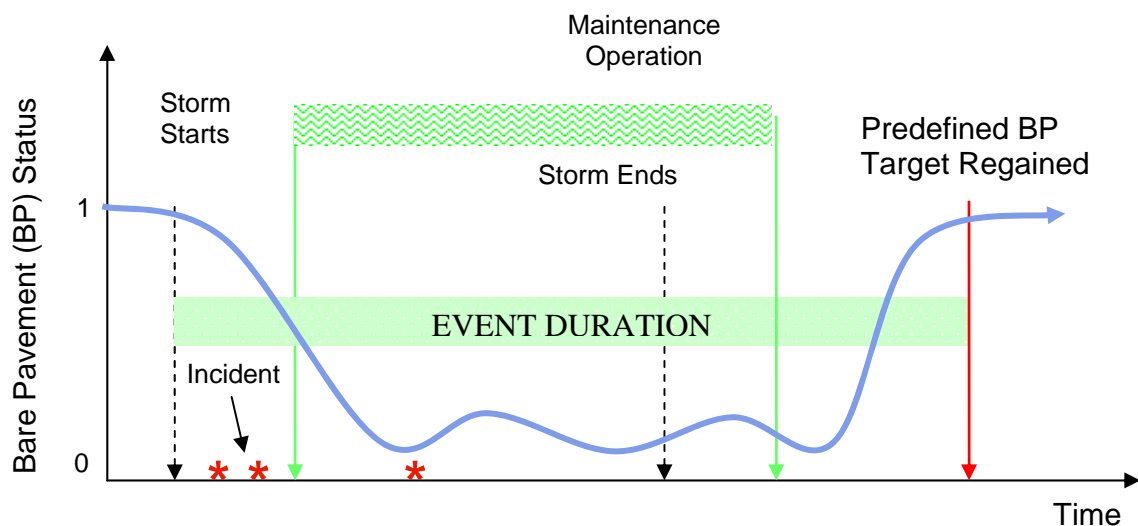 Maintenance
Operation
Storm
Starts
Predefined BP
Target Regained
Storm Ends
Bare Pavement (BP) Status
1
EVENT DURATION
Incident
0
* *
*
Time